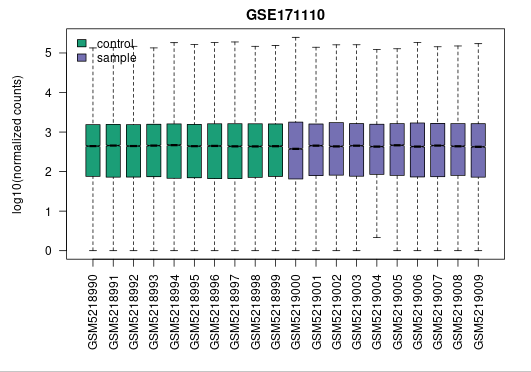 GSE171110
control
sample
log10(normalized counts)
5
4
3
2
1
0
GSM5218990
GSM5218991
GSM5218992
GSM5218993
GSM5218994
GSM5218995
GSM5218996
GSM5218997
GSM5218998
GSM5218999
GSM5219000
GSM5219001
GSM5219002
GSM5219003
GSM5219004
GSM5219005
GSM5219006
GSM5219007
GSM5219008
GSM5219009